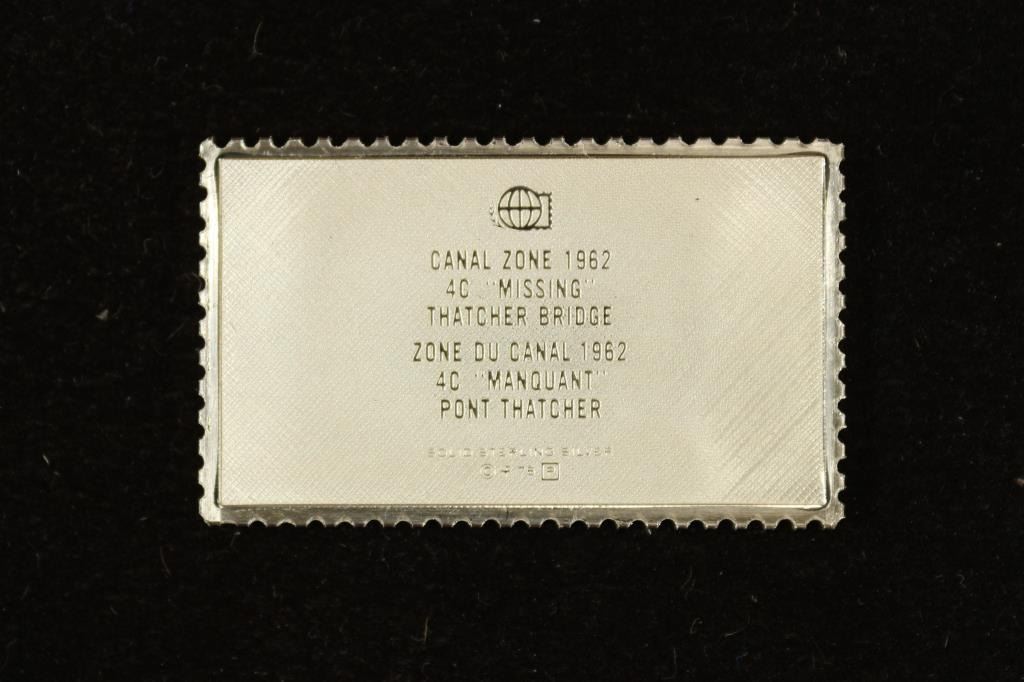 CANAL ZONE 1962
4C "MISSING"
THATCHER BRIDGE
ZONE DU CANAL 1962
4C "MANQUANT"
PONT THATCHER
SOLID STERLING SILVER
©